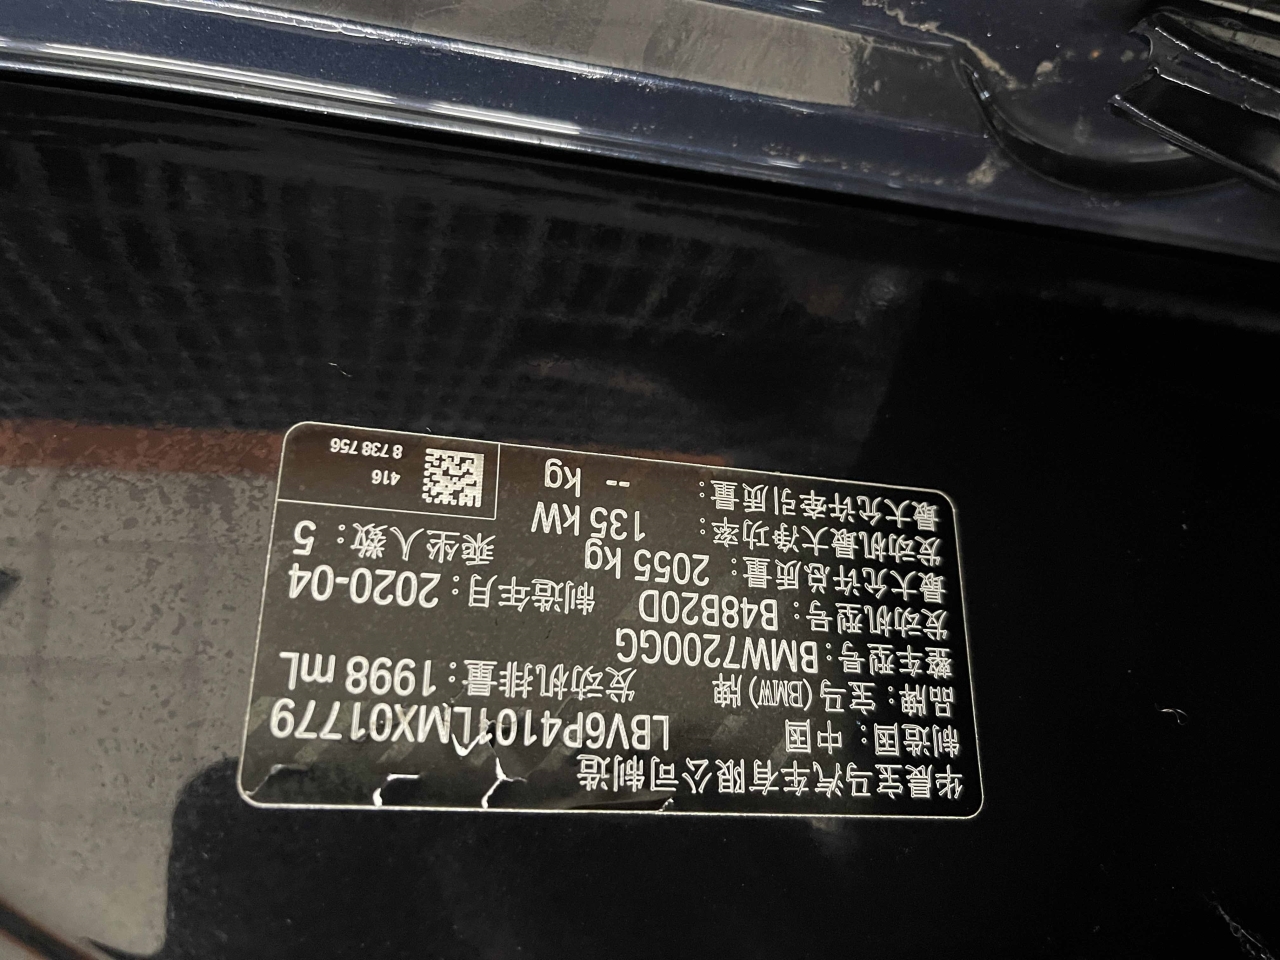 华晨宝马汽车有限公司制造
制造国：中国 LBV6P4101LMX01779
品牌：宝马(BMW)牌 发动机排量：1998 mL
整车型号：BMW7200GG
发动机型号：B48B20D 制造年月：2020-04
最大允许总质量：2055 kg 乘坐人数：5
发动机最大净功率：135 kW
最大允许牵引质量：-- kg
416
8 738 756